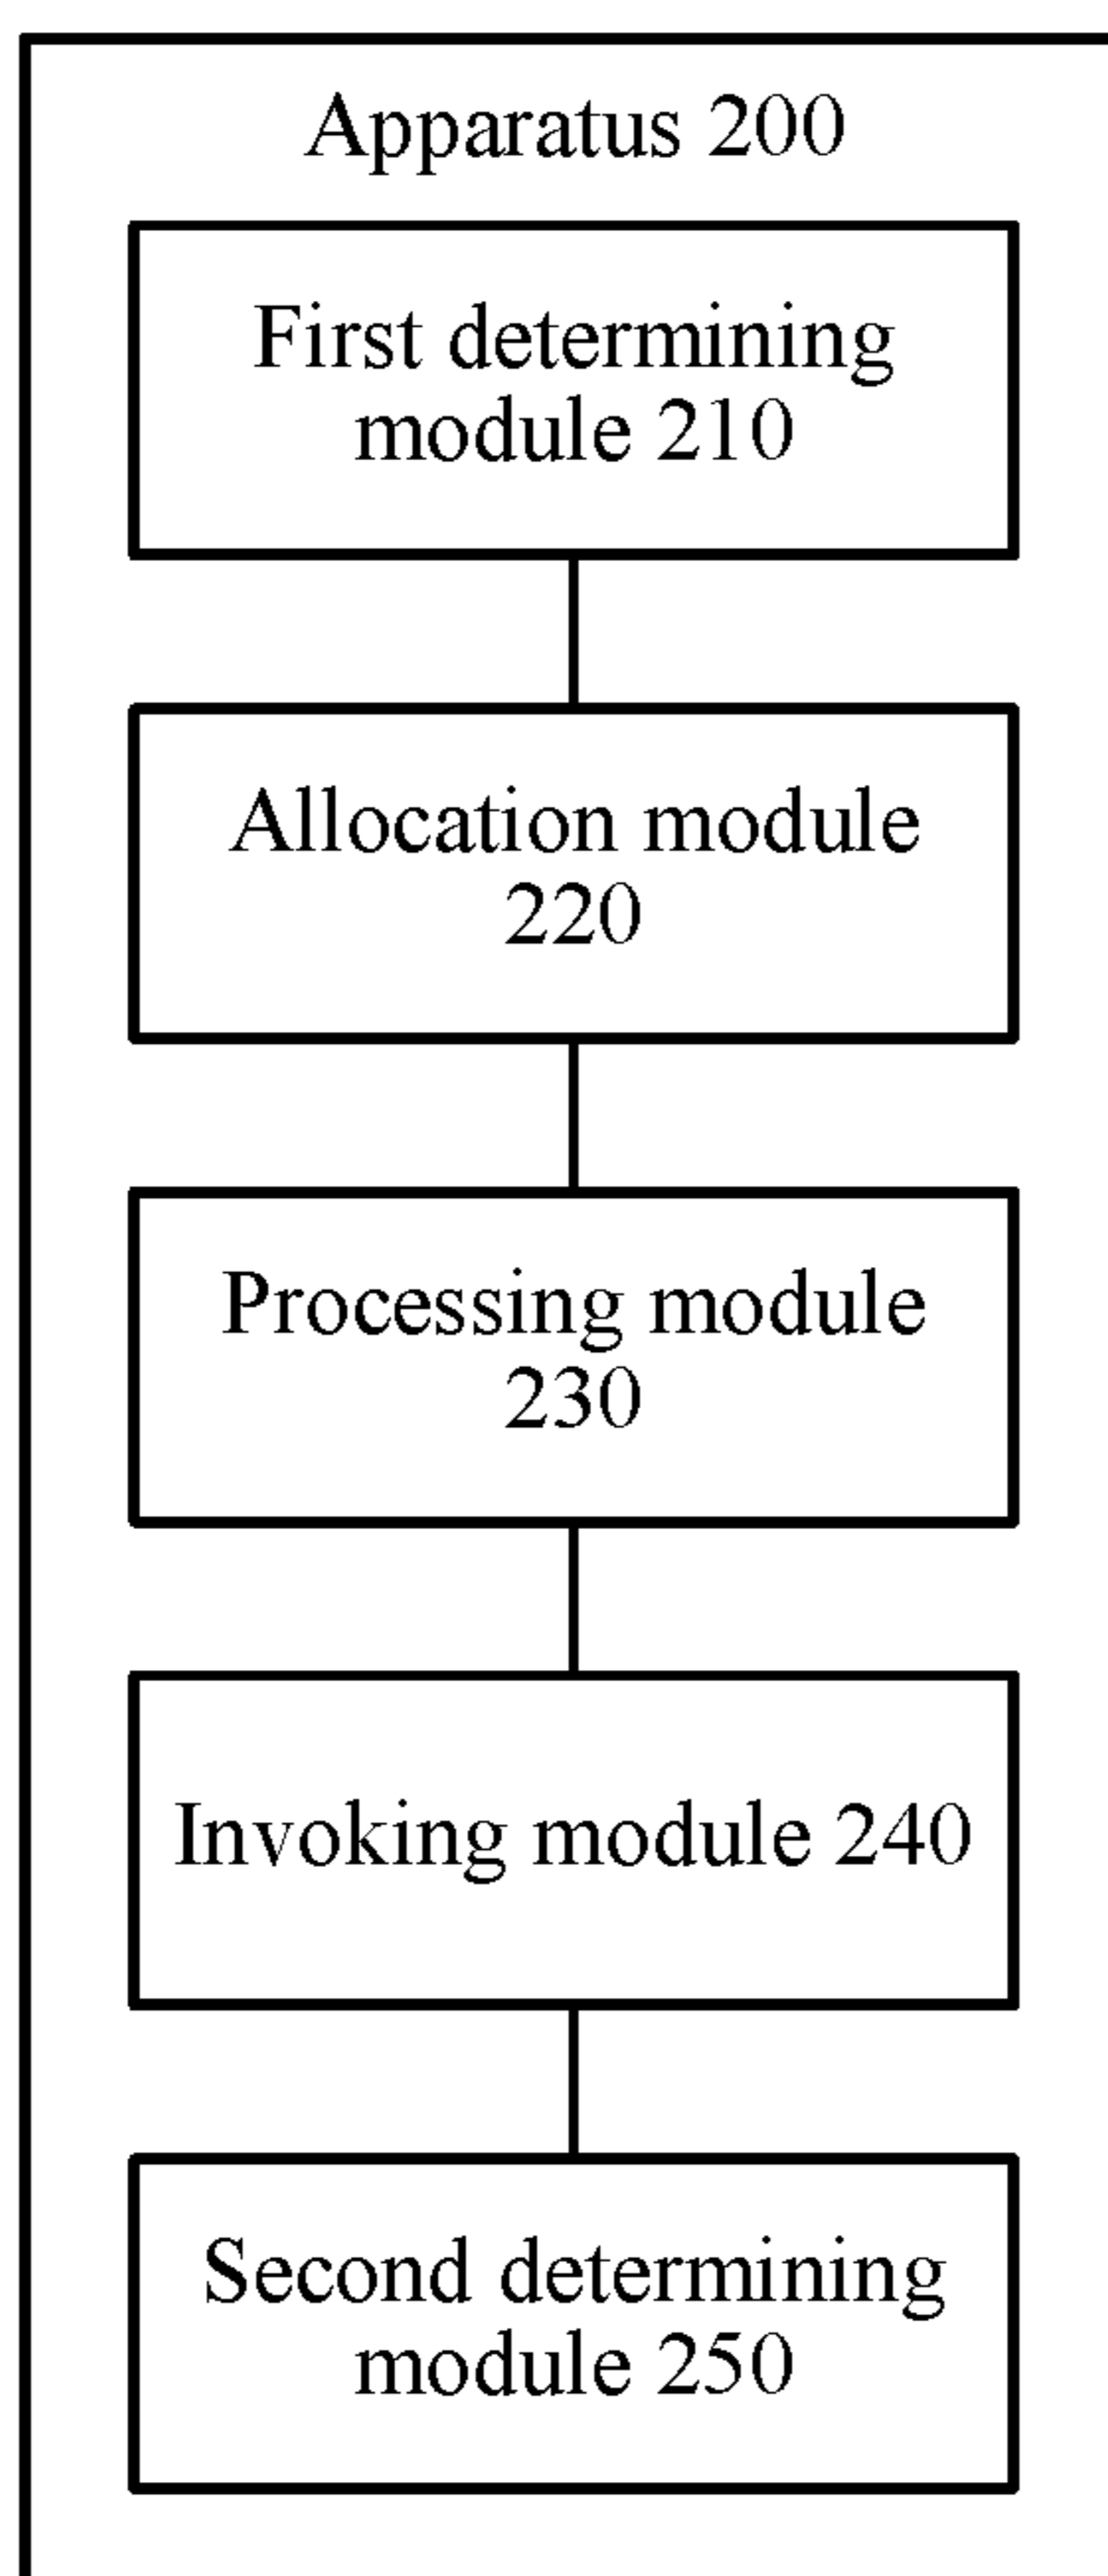 Apparatus 200
First determining
module 210
Allocation module
220
Processing module
230
Invoking module 240
Second determining
module 250